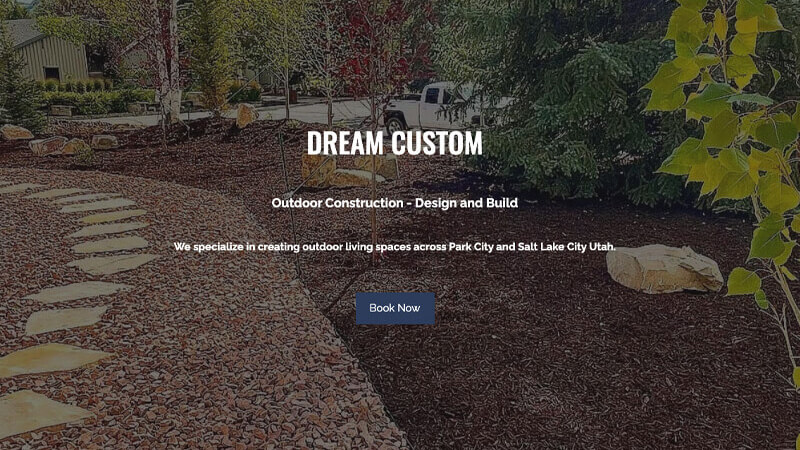 DREAM CUSTOM
Outdoor Construction - Design and Build
We specialize in creating outdoor living spaces across Park City and Salt Lake City Utah.
Book Now